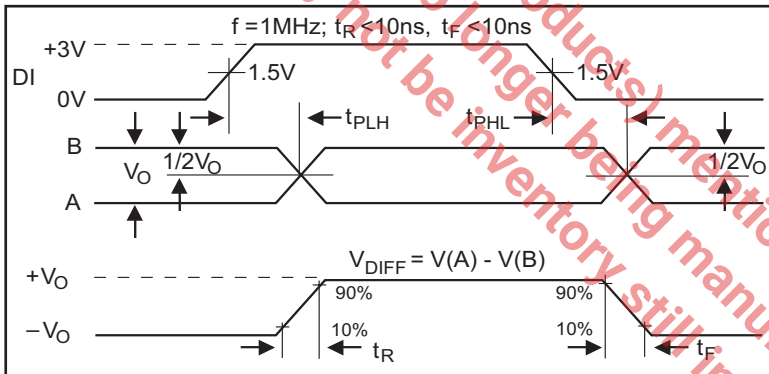 f = 1MHz; tR <10ns, tF <10ns
+3V
DI
1.5V
1.5V
0V
tPLH
tPHL
B
VO
1/2VO
1/2VO
A
VDIFF = V(A) - V(B)
+VO
90%
90%
–VO
10%
10%
tR
tF
products) mentio
longer being manu
not be inventory still in